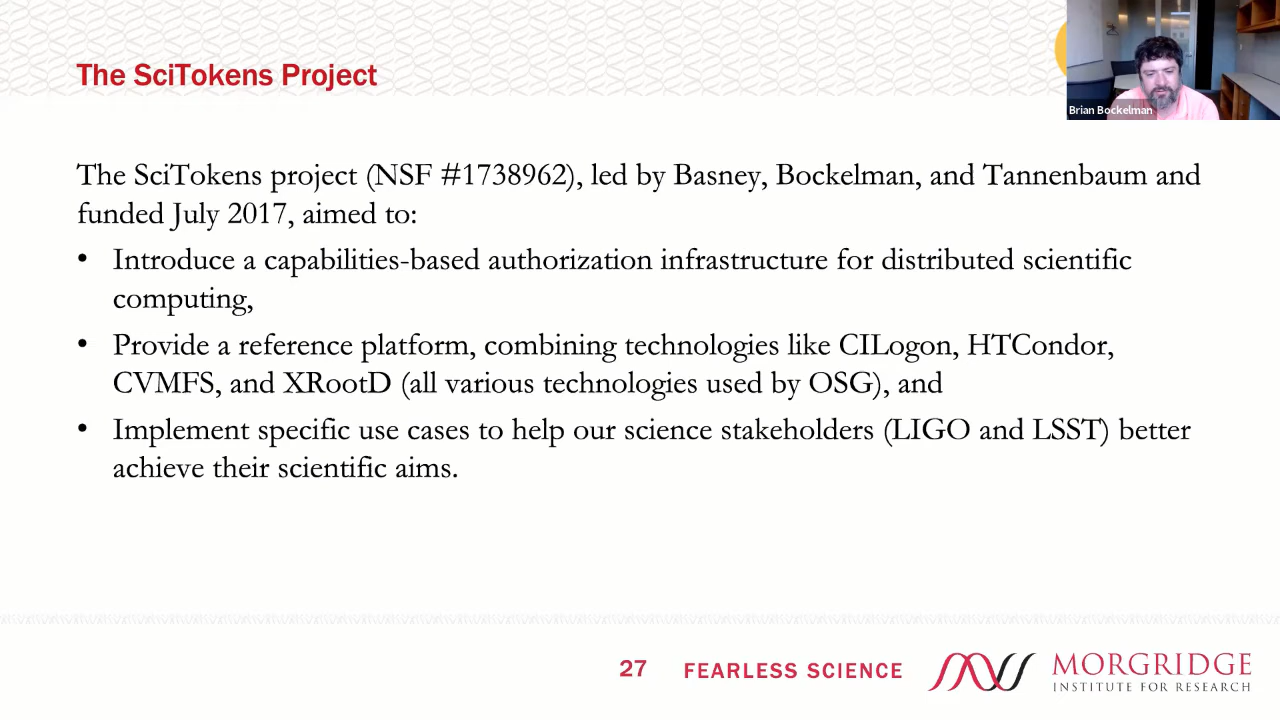 The SciTokens Project
Brian Bockelman
The SciTokens project (NSF #1738962), led by Basney, Bockelman, and Tannenbaum and
funded July 2017, aimed to:
• Introduce a capabilities-based authorization infrastructure for distributed scientific
computing,
• Provide a reference platform, combining technologies like CILogon, HTCondor,
CVMFS, and XRootD (all various technologies used by OSG), and
• Implement specific use cases to help our science stakeholders (LIGO and LSST) better
achieve their scientific aims.
27 FEARLESS SCIENCE
MORGRIDGE
INSTITUTE FOR RESEARCH